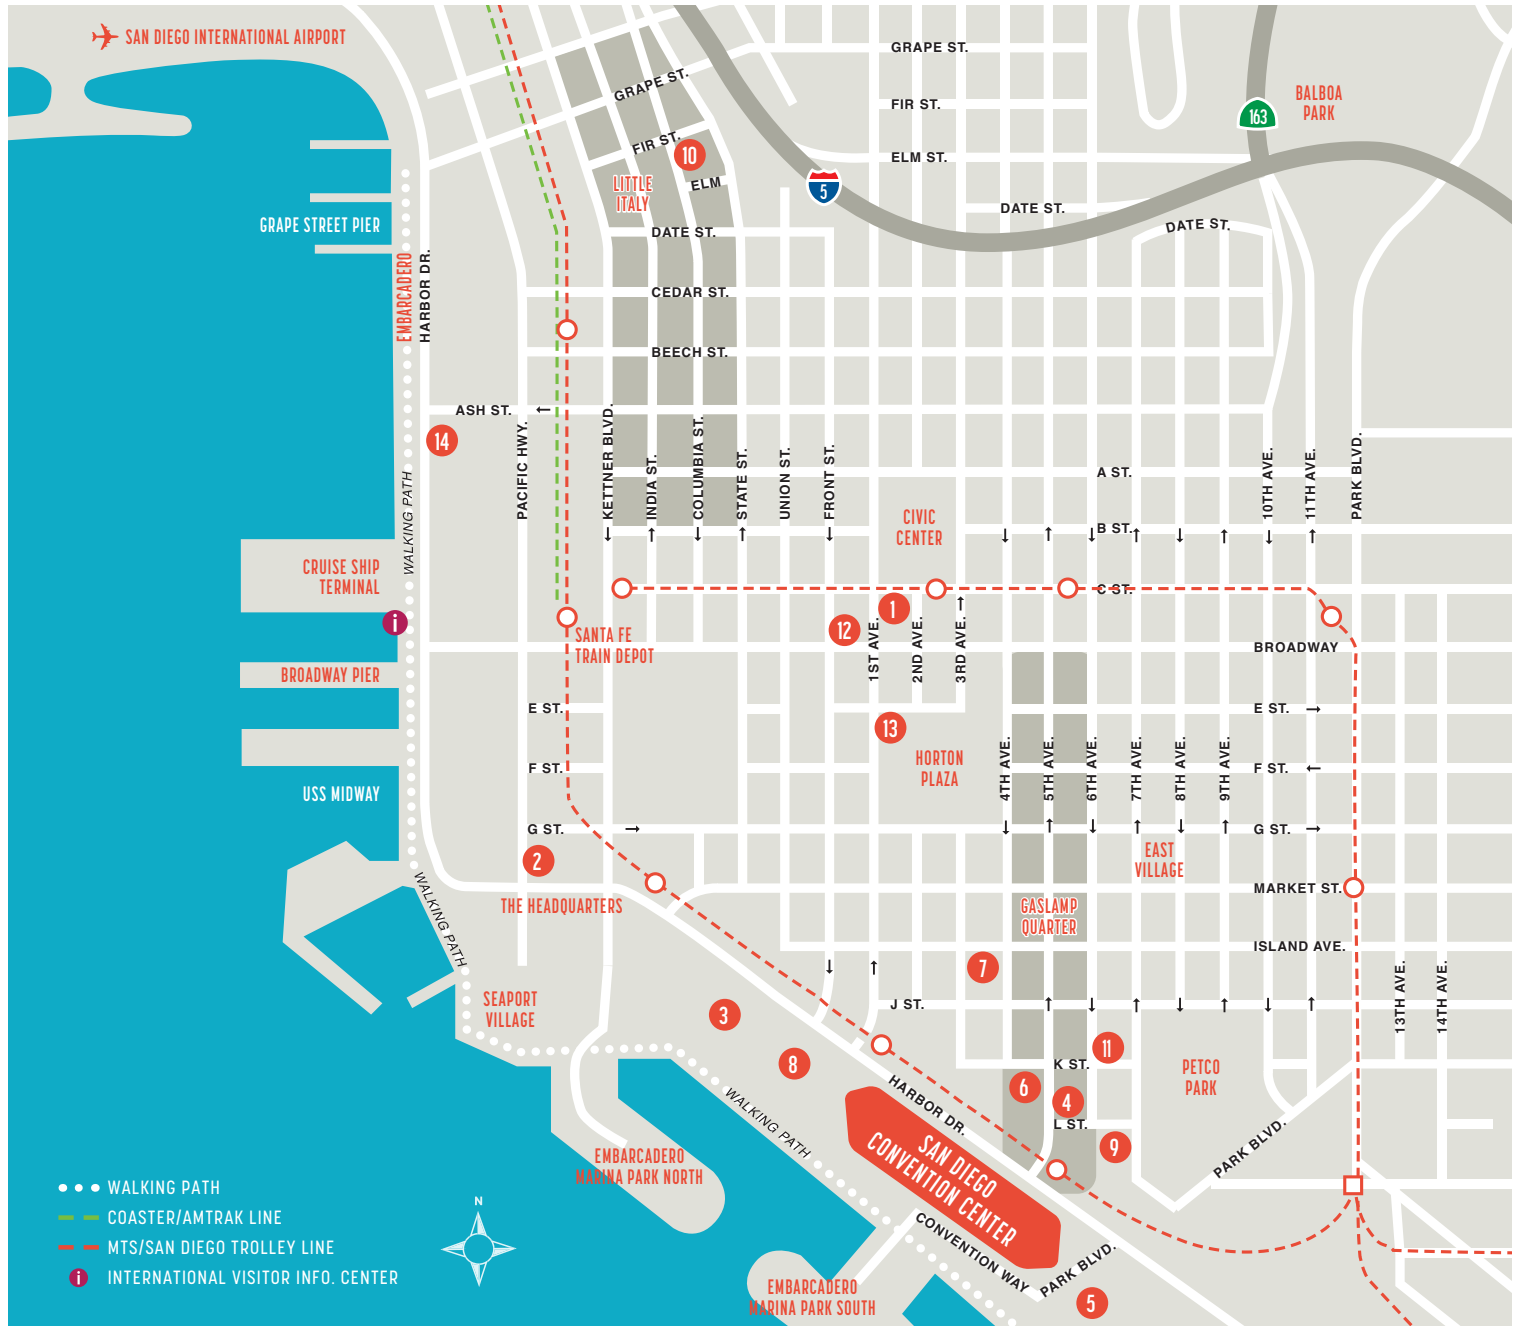 SAN DIEGO INTERNATIONAL AIRPORT
GRAPE ST.
GRAPE ST.
BALBOA
PARK
FIR ST.
163
FIR ST.
10
ELM ST.
ELM
LITTLE
ITALY
5
DATE ST.
GRAPE STREET PIER
DATE ST.
DATE ST.
EMBARCADERO
HARBOR DR.
CEDAR ST.
BEECH ST.
ASH ST.
14
PACIFIC HWY.
KETTNER BLVD.
INDIA ST.
COLUMBIA ST.
STATE ST.
UNION ST.
FRONT ST.
A ST.
10TH AVE.
11TH AVE.
PARK BLVD.
WALKING PATH
CIVIC
CENTER
B ST.
CRUISE SHIP
TERMINAL
C ST.
i
1
12
SANTA FE
TRAIN DEPOT
1ST AVE.
2ND AVE.
3RD AVE.
BROADWAY
BROADWAY PIER
E ST.
E ST.
13
HORTON
PLAZA
4TH AVE.
5TH AVE.
6TH AVE.
7TH AVE.
8TH AVE.
9TH AVE.
F ST.
F ST.
USS MIDWAY
G ST.
G ST.
2
EAST
VILLAGE
MARKET ST.
THE HEADQUARTERS
GASLAMP
QUARTER
WALKING PATH
ISLAND AVE.
7
SEAPORT
VILLAGE
3
J ST.
13TH AVE.
14TH AVE.
11
8
K ST.
PETCO
PARK
6
4
HARBOR DR.
L ST.
WALKING PATH
9
PARK BLVD.
SAN DIEGO
CONVENTION CENTER
EMBARCADERO
MARINA PARK NORTH
CONVENTION WAY
PARK BLVD.
EMBARCADERO
MARINA PARK SOUTH
5
WALKING PATH
COASTER/AMTRAK LINE
MTS/SAN DIEGO TROLLEY LINE
i INTERNATIONAL VISITOR INFO. CENTER
N